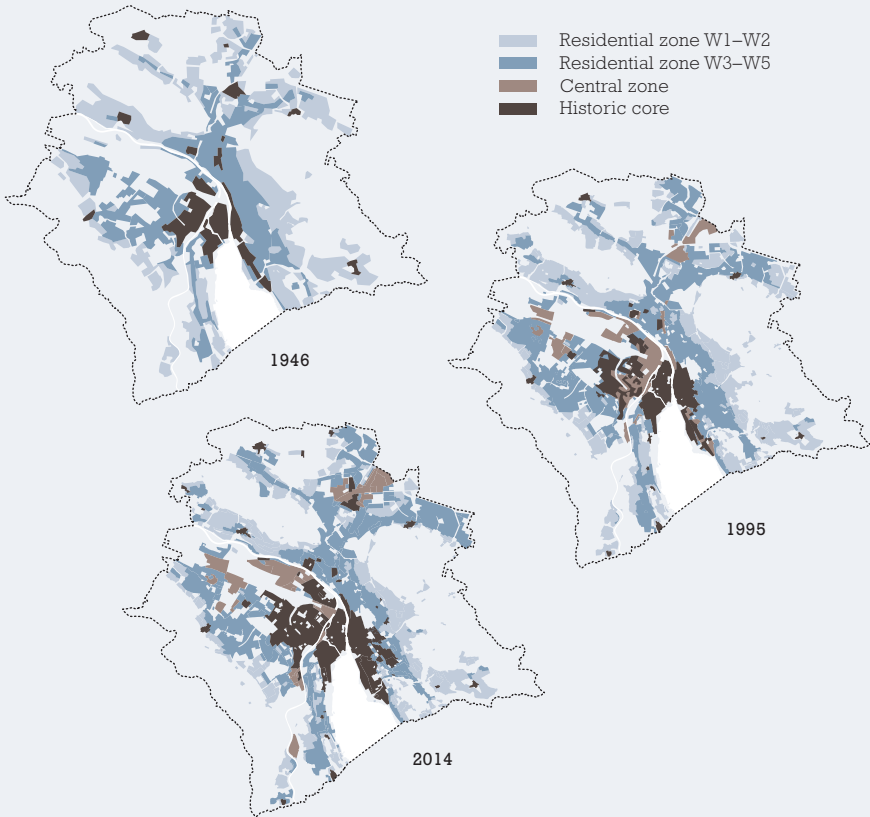 Residential zone W1–W2
Residential zone W3–W5
Central zone
Historic core
1946
1995
2014